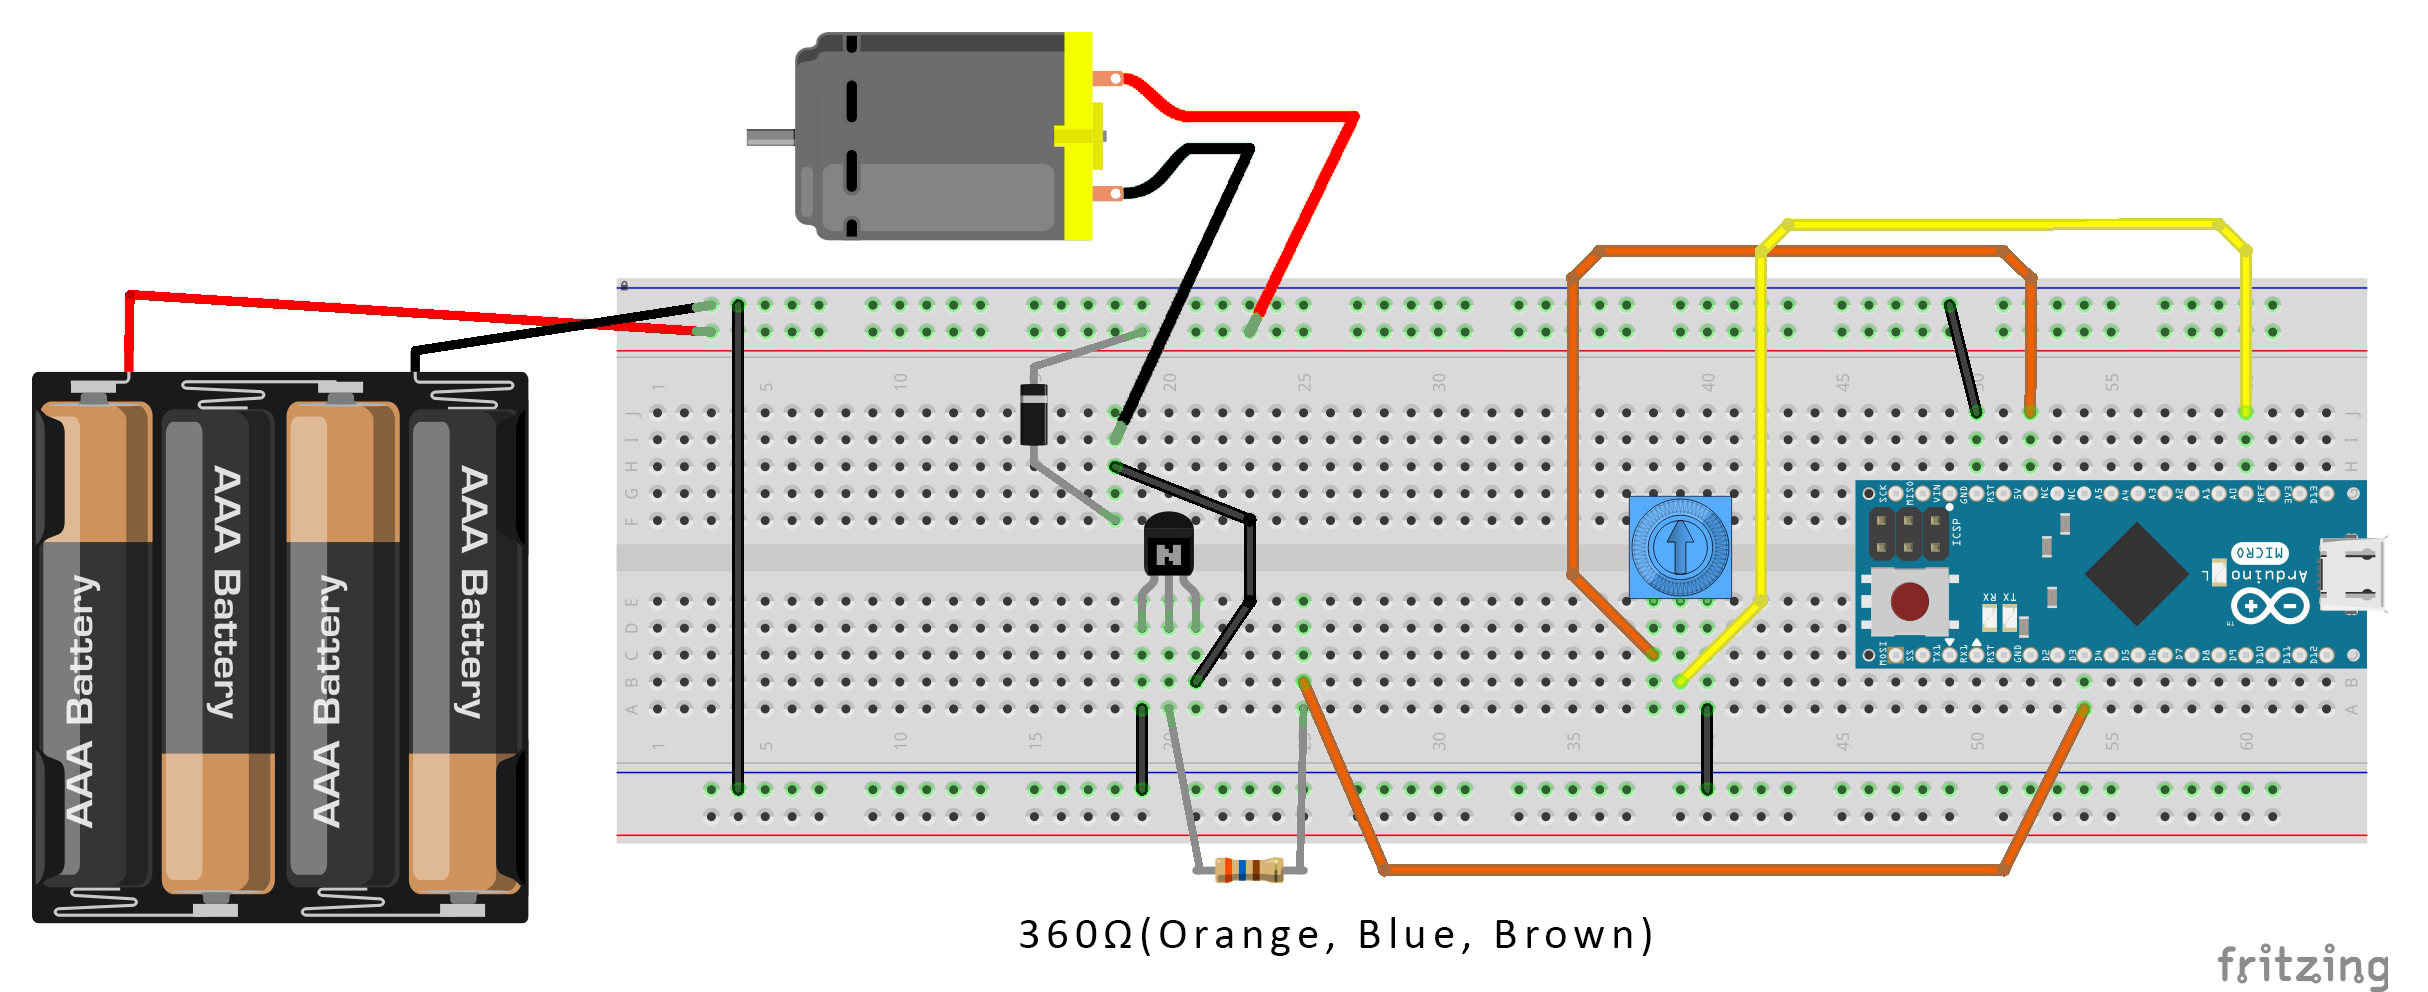 AAA Battery
AAA Battery
AAA Battery
AAA Battery
1 5 10 15 20 25 30 35 40 45 50 55 60
J
I
H
G
F
E
D
C
B
A
N
SCK MISO VIN GND RST 5V NC NC A5 A4 A3 A2 A1 A0 REF 3V3 D13
ICSP
L
MICRO
Arduino
TM
RX TX
MOSI SS TX1 RX1 RST GND D2 D3 D4 D5 D6 D7 D8 D9 D10 D11 D12
J
I
H
B
A
1 5 10 15 20 25 30 35 45 50 55 60
360Ω(Orange, Blue, Brown)
fritzing